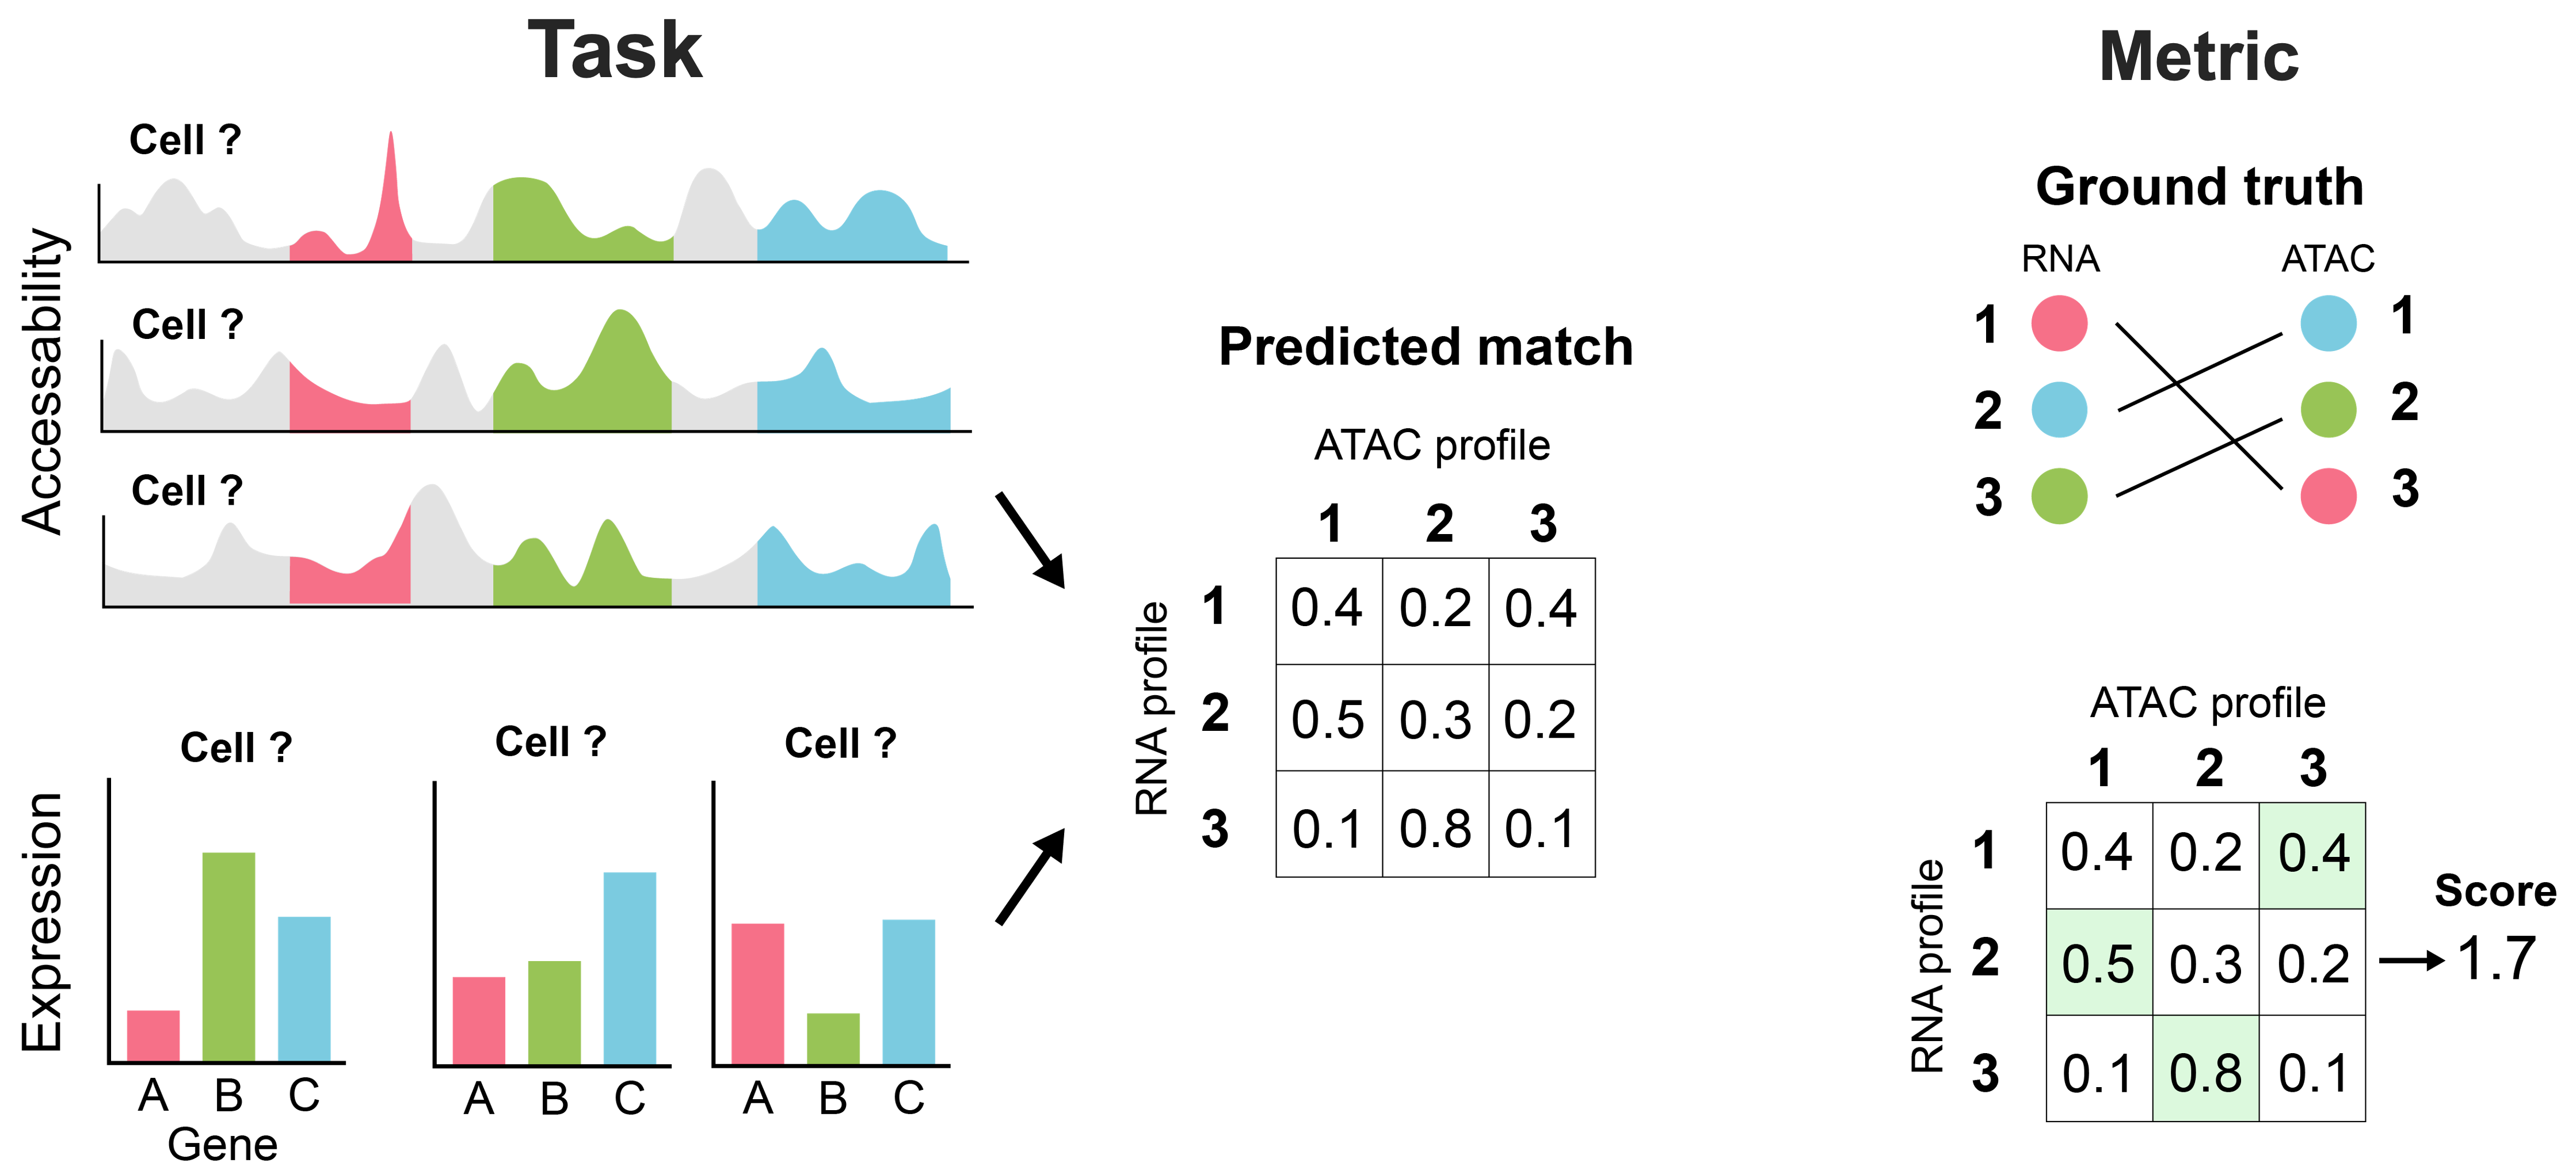 Task
Cell ?
Cell ?
Cell ?
Accessability
Cell ?
Cell ?
Cell ?
Expression
A B C
A B C
A B C
Gene
Predicted match
ATAC profile
1 2 3
RNA profile
1 0.4 0.2 0.4
2 0.5 0.3 0.2
3 0.1 0.8 0.1
Metric
Ground truth
RNA ATAC
1 1
2 2
3 3
ATAC profile
1 2 3
RNA profile
1 0.4 0.2 0.4
2 0.5 0.3 0.2
3 0.1 0.8 0.1
Score
1.7